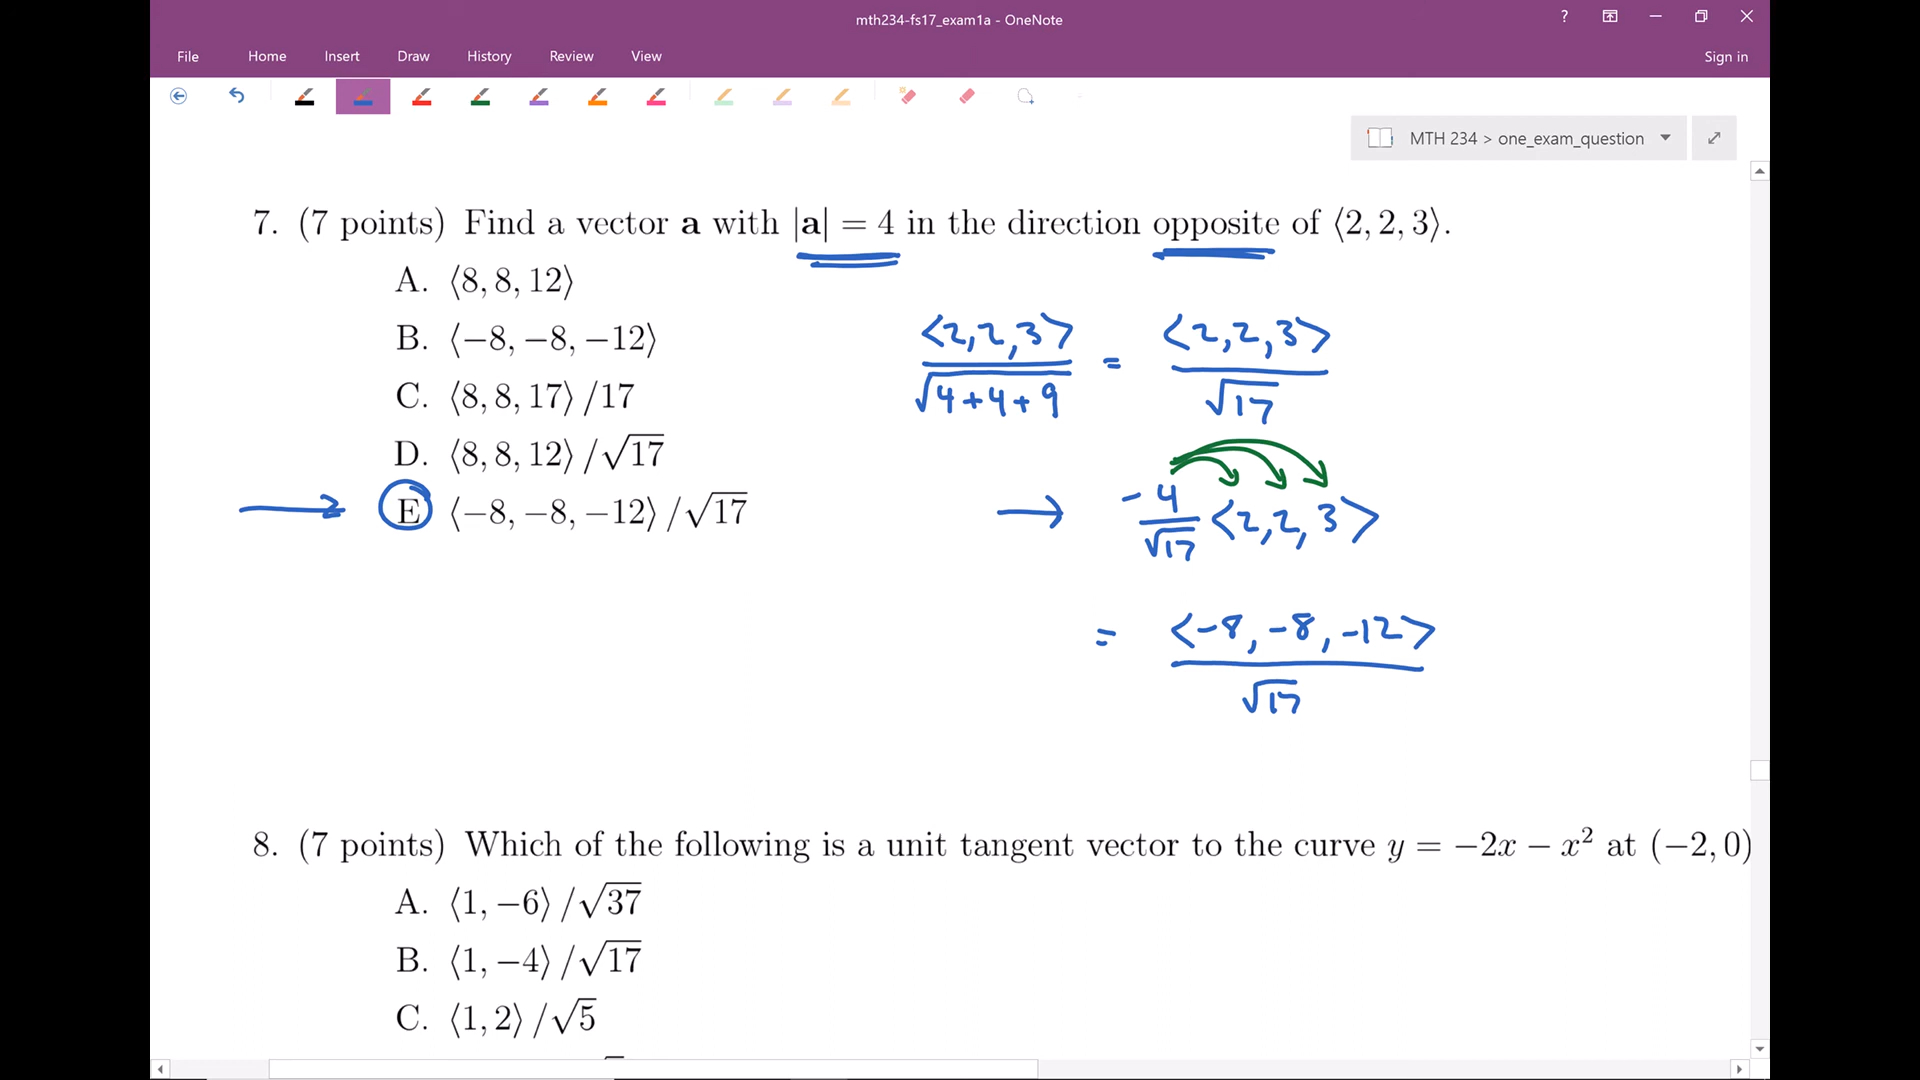 mth234-fs17_exam1a - OneNote
?
File Home Insert Draw History Review View Sign in
MTH 234 > one_exam_question
7. (7 points) Find a vector a with |a| = 4 in the direction opposite of ⟨2, 2, 3⟩.
A. ⟨8, 8, 12⟩
B. ⟨−8, −8, −12⟩
C. ⟨8, 8, 17⟩ /17
D. ⟨8, 8, 12⟩ /√17
E ⟨−8, −8, −12⟩ /√17
<2,2,3> / √4+4+9 = <2,2,3> / √17
→ -4/√17 <2,2,3>
= <-8, -8, -12> / √17
8. (7 points) Which of the following is a unit tangent vector to the curve y = −2x − x² at (−2, 0)
A. ⟨1, −6⟩ /√37
B. ⟨1, −4⟩ /√17
C. ⟨1, 2⟩ /√5